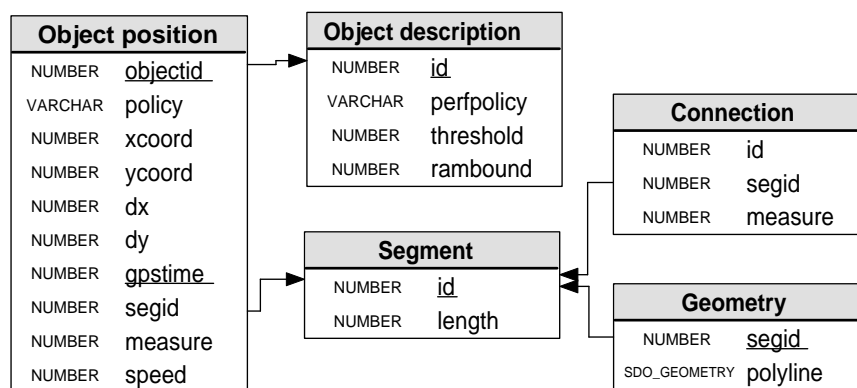 Object position
NUMBER objectid
VARCHAR policy
NUMBER xcoord
NUMBER ycoord
NUMBER dx
NUMBER dy
NUMBER gpstime
NUMBER segid
NUMBER measure
NUMBER speed
Object description
NUMBER id
VARCHAR perfpolicy
NUMBER threshold
NUMBER rambound
Segment
NUMBER id
NUMBER length
Connection
NUMBER id
NUMBER segid
NUMBER measure
Geometry
NUMBER segid
SDO_GEOMETRY polyline